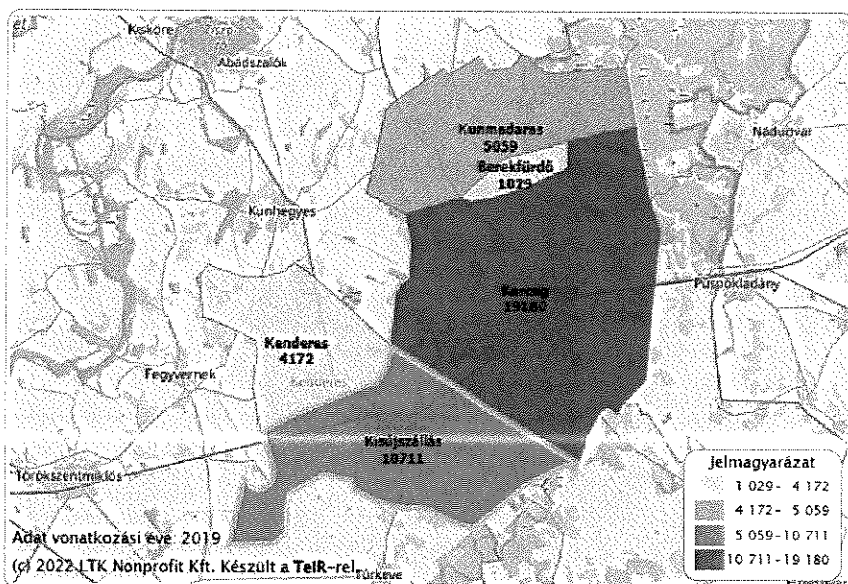 Kisköre
Abádszalók
Kunmadaras
5059
Nádudvar
Berekfürdő
1029
Kunhegyes
Karcag
19180
Püspökladány
Kenderes
4172
Kenderes
Fegyvernek
Kisújszállás
10711
Törökszentmiklós
Jelmagyarázat
1 029 - 4 172
4 172 - 5 059
5 059 - 10 711
10 711 - 19 180
Adat vonatkozási éve: 2019
(c) 2022 LTK Nonprofit Kft. Készült a TeIR-rel.
Túrkeve